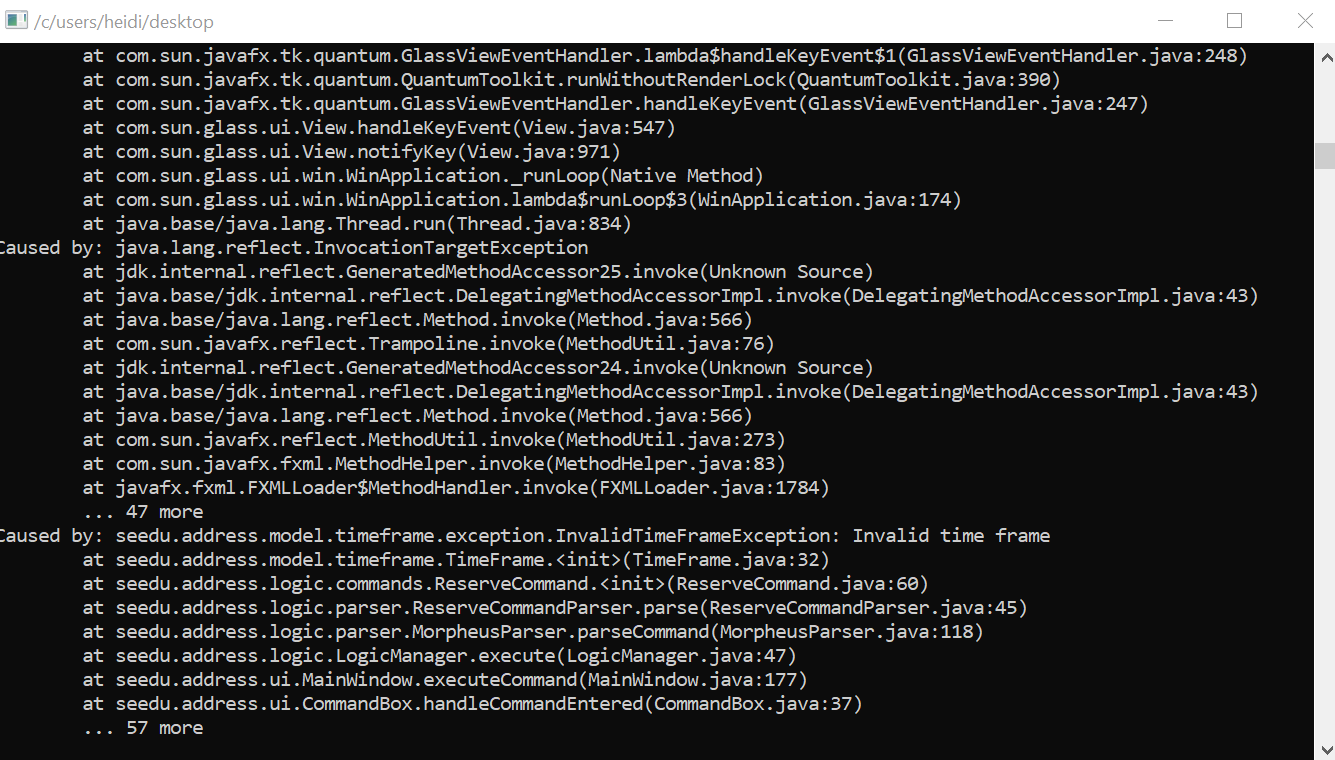 /c/users/heidi/desktop
at com.sun.javafx.tk.quantum.GlassViewEventHandler.lambda$handleKeyEvent$1(GlassViewEventHandler.java:248)
at com.sun.javafx.tk.quantum.QuantumToolkit.runWithoutRenderLock(QuantumToolkit.java:390)
at com.sun.javafx.tk.quantum.GlassViewEventHandler.handleKeyEvent(GlassViewEventHandler.java:247)
at com.sun.glass.ui.View.handleKeyEvent(View.java:547)
at com.sun.glass.ui.View.notifyKey(View.java:971)
at com.sun.glass.ui.win.WinApplication._runLoop(Native Method)
at com.sun.glass.ui.win.WinApplication.lambda$runLoop$3(WinApplication.java:174)
at java.base/java.lang.Thread.run(Thread.java:834)
Caused by: java.lang.reflect.InvocationTargetException
at jdk.internal.reflect.GeneratedMethodAccessor25.invoke(Unknown Source)
at java.base/jdk.internal.reflect.DelegatingMethodAccessorImpl.invoke(DelegatingMethodAccessorImpl.java:43)
at java.base/java.lang.reflect.Method.invoke(Method.java:566)
at com.sun.javafx.reflect.Trampoline.invoke(MethodUtil.java:76)
at jdk.internal.reflect.GeneratedMethodAccessor24.invoke(Unknown Source)
at java.base/jdk.internal.reflect.DelegatingMethodAccessorImpl.invoke(DelegatingMethodAccessorImpl.java:43)
at java.base/java.lang.reflect.Method.invoke(Method.java:566)
at com.sun.javafx.reflect.MethodUtil.invoke(MethodUtil.java:273)
at com.sun.javafx.fxml.MethodHelper.invoke(MethodHelper.java:83)
at javafx.fxml.FXMLLoader$MethodHandler.invoke(FXMLLoader.java:1784)
... 47 more
Caused by: seedu.address.model.timeframe.exception.InvalidTimeFrameException: Invalid time frame
at seedu.address.model.timeframe.TimeFrame.<init>(TimeFrame.java:32)
at seedu.address.logic.commands.ReserveCommand.<init>(ReserveCommand.java:60)
at seedu.address.logic.parser.ReserveCommandParser.parse(ReserveCommandParser.java:45)
at seedu.address.logic.parser.MorpheusParser.parseCommand(MorpheusParser.java:118)
at seedu.address.logic.LogicManager.execute(LogicManager.java:47)
at seedu.address.ui.MainWindow.executeCommand(MainWindow.java:177)
at seedu.address.ui.CommandBox.handleCommandEntered(CommandBox.java:37)
... 57 more